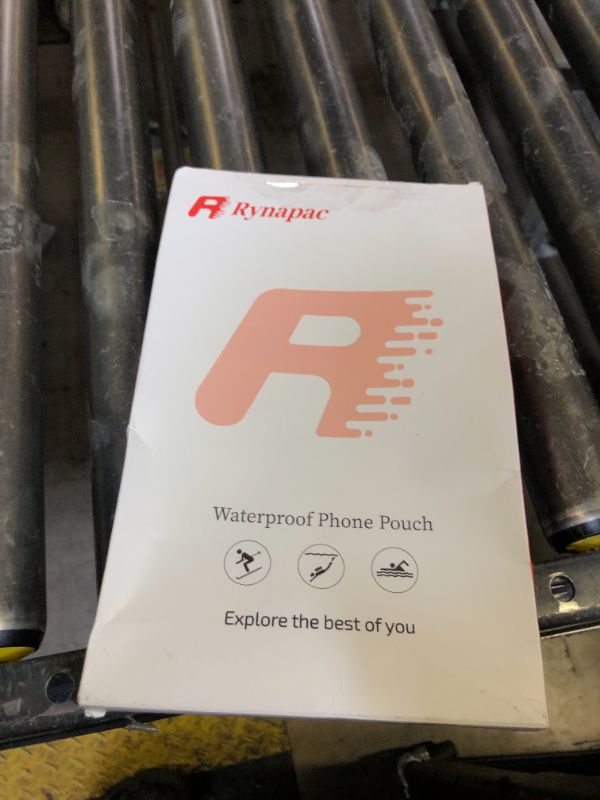 Rynapac
Waterproof Phone Pouch
Explore the best of you